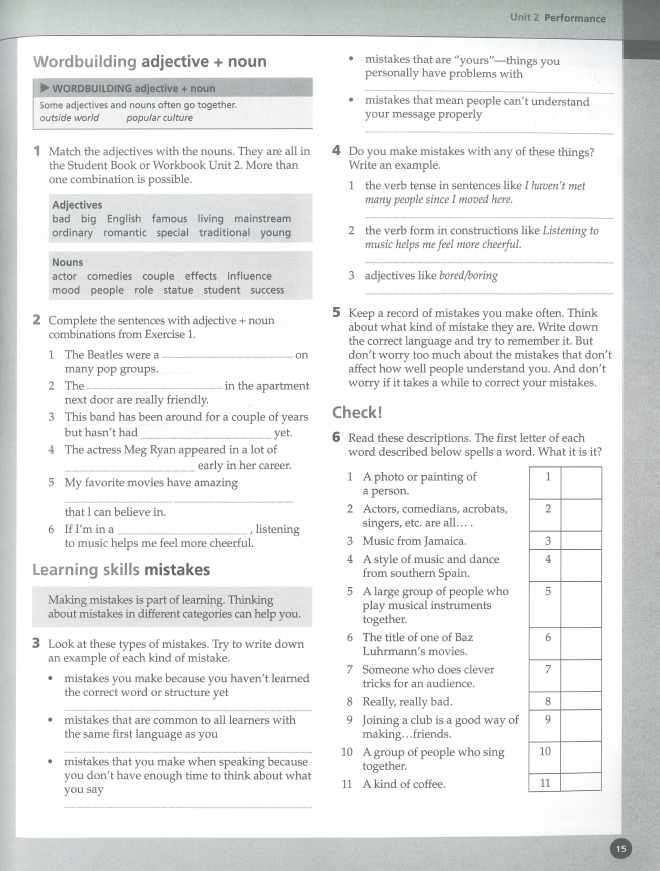 Unit 2 Performance
Wordbuilding adjective + noun
▶ WORDBUILDING adjective + noun
Some adjectives and nouns often go together.
outside world popular culture
1 Match the adjectives with the nouns. They are all in
the Student Book or Workbook Unit 2. More than
one combination is possible.
Adjectives
bad big English famous living mainstream
ordinary romantic special traditional young
Nouns
actor comedies couple effects influence
mood people role statue student success
2 Complete the sentences with adjective + noun
combinations from Exercise 1.
1 The Beatles were a ______ on
many pop groups.
2 The ______ in the apartment
next door are really friendly.
3 This band has been around for a couple of years
but hasn't had ______ yet.
4 The actress Meg Ryan appeared in a lot of
______ early in her career.
5 My favorite movies have amazing
______ ______
that I can believe in.
6 If I'm in a ______, listening
to music helps me feel more cheerful.
Learning skills mistakes
Making mistakes is part of learning. Thinking
about mistakes in different categories can help you.
3 Look at these types of mistakes. Try to write down
an example of each kind of mistake.
• mistakes you make because you haven't learned
the correct word or structure yet
• mistakes that are common to all learners with
the same first language as you
• mistakes that you make when speaking because
you don't have enough time to think about what
you say
• mistakes that are "yours"—things you
personally have problems with
• mistakes that mean people can't understand
your message properly
4 Do you make mistakes with any of these things?
Write an example.
1 the verb tense in sentences like I haven't met
many people since I moved here.
2 the verb form in constructions like Listening to
music helps me feel more cheerful.
3 adjectives like bored/boring
5 Keep a record of mistakes you make often. Think
about what kind of mistake they are. Write down
the correct language and try to remember it. But
don't worry too much about the mistakes that don't
affect how well people understand you. And don't
worry if it takes a while to correct your mistakes.
Check!
6 Read these descriptions. The first letter of each
word described below spells a word. What it is it?
1 A photo or painting of 1
a person.
2 Actors, comedians, acrobats, 2
singers, etc. are all… .
3 Music from Jamaica. 3
4 A style of music and dance 4
from southern Spain.
5 A large group of people who 5
play musical instruments
together.
6 The title of one of Baz 6
Luhrmann's movies.
7 Someone who does clever 7
tricks for an audience.
8 Really, really bad. 8
9 Joining a club is a good way of 9
making…friends.
10 A group of people who sing 10
together.
11 A kind of coffee. 11
15